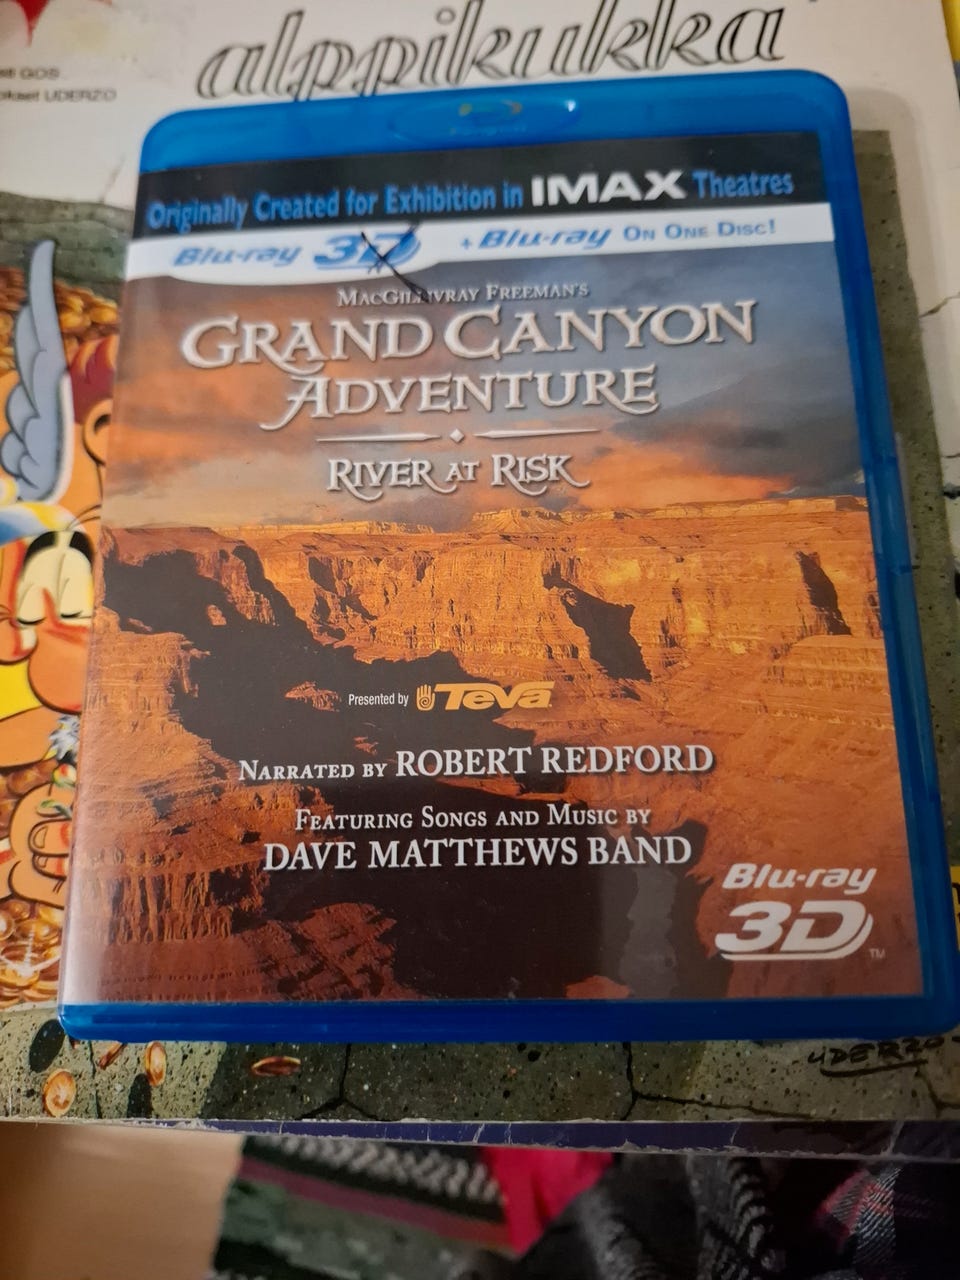 alppikukka
GOS
UDERZO
Originally Created for Exhibition in IMAX Theatres
Blu-ray 3D + Blu-ray ON ONE DISC!
MACGILLIVRAY FREEMAN'S
GRAND CANYON
ADVENTURE
RIVER AT RISK
Presented by Teva
NARRATED BY ROBERT REDFORD
FEATURING SONGS AND MUSIC BY
DAVE MATTHEWS BAND
Blu-ray
3D
TM
UDERZO